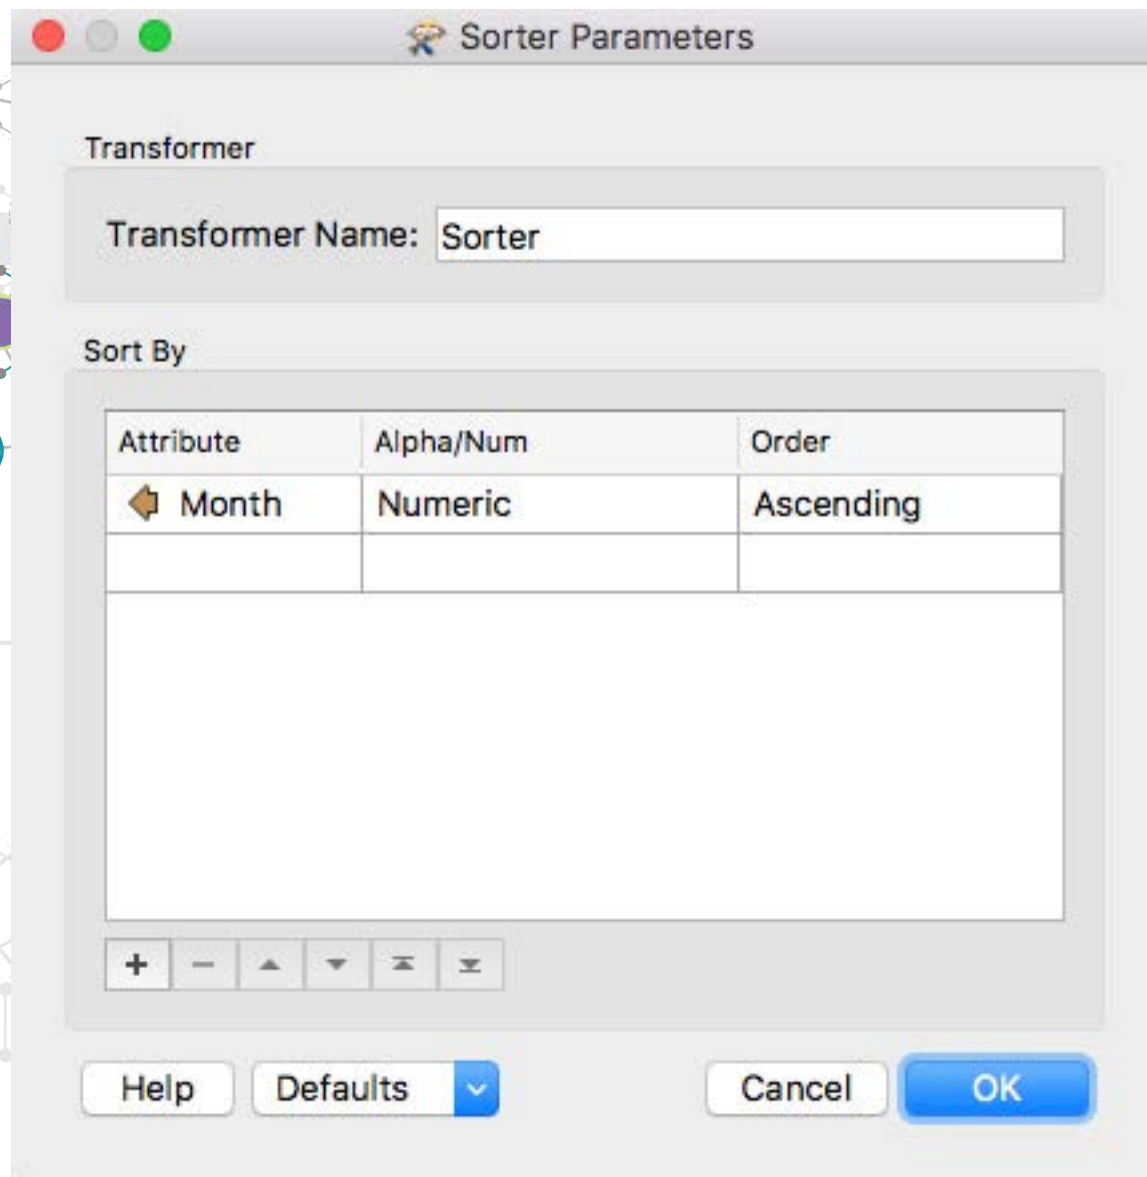 Sorter Parameters
Transformer
Transformer Name: Sorter
Sort By
Attribute Alpha/Num Order
Month Numeric Ascending
Help Defaults Cancel OK